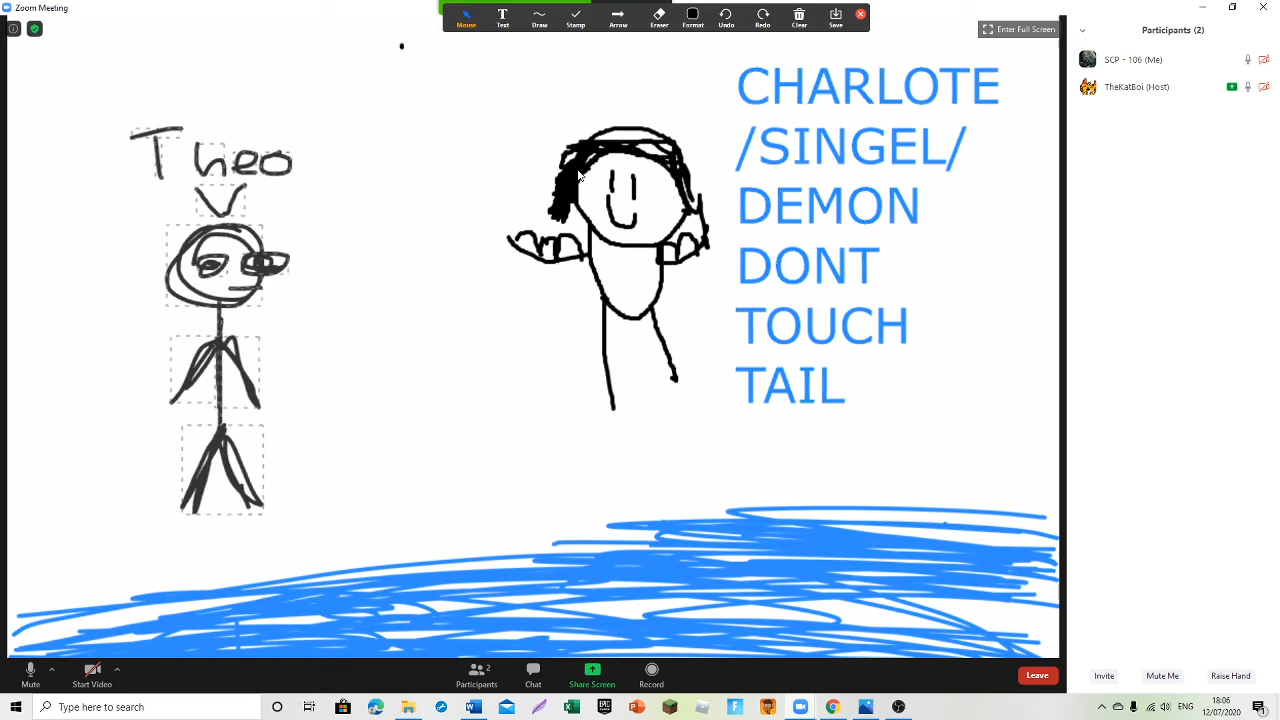 Zoom Meeting
Mouse Text Draw Stamp Arrow Eraser Format Undo Redo Clear Save
Enter Full Screen
Participants (2)
SCP - 106 (Me)
TheKatBoi (Host)
Theo
CHARLOTE
/SINGEL/
DEMON
DONT
TOUCH
TAIL
Mute
Start Video
Participants 2
Chat
Share Screen
Record
Leave
Invite
Mute Me
Raise Hand
Type here to search
ENG
18:06
12/07/2020